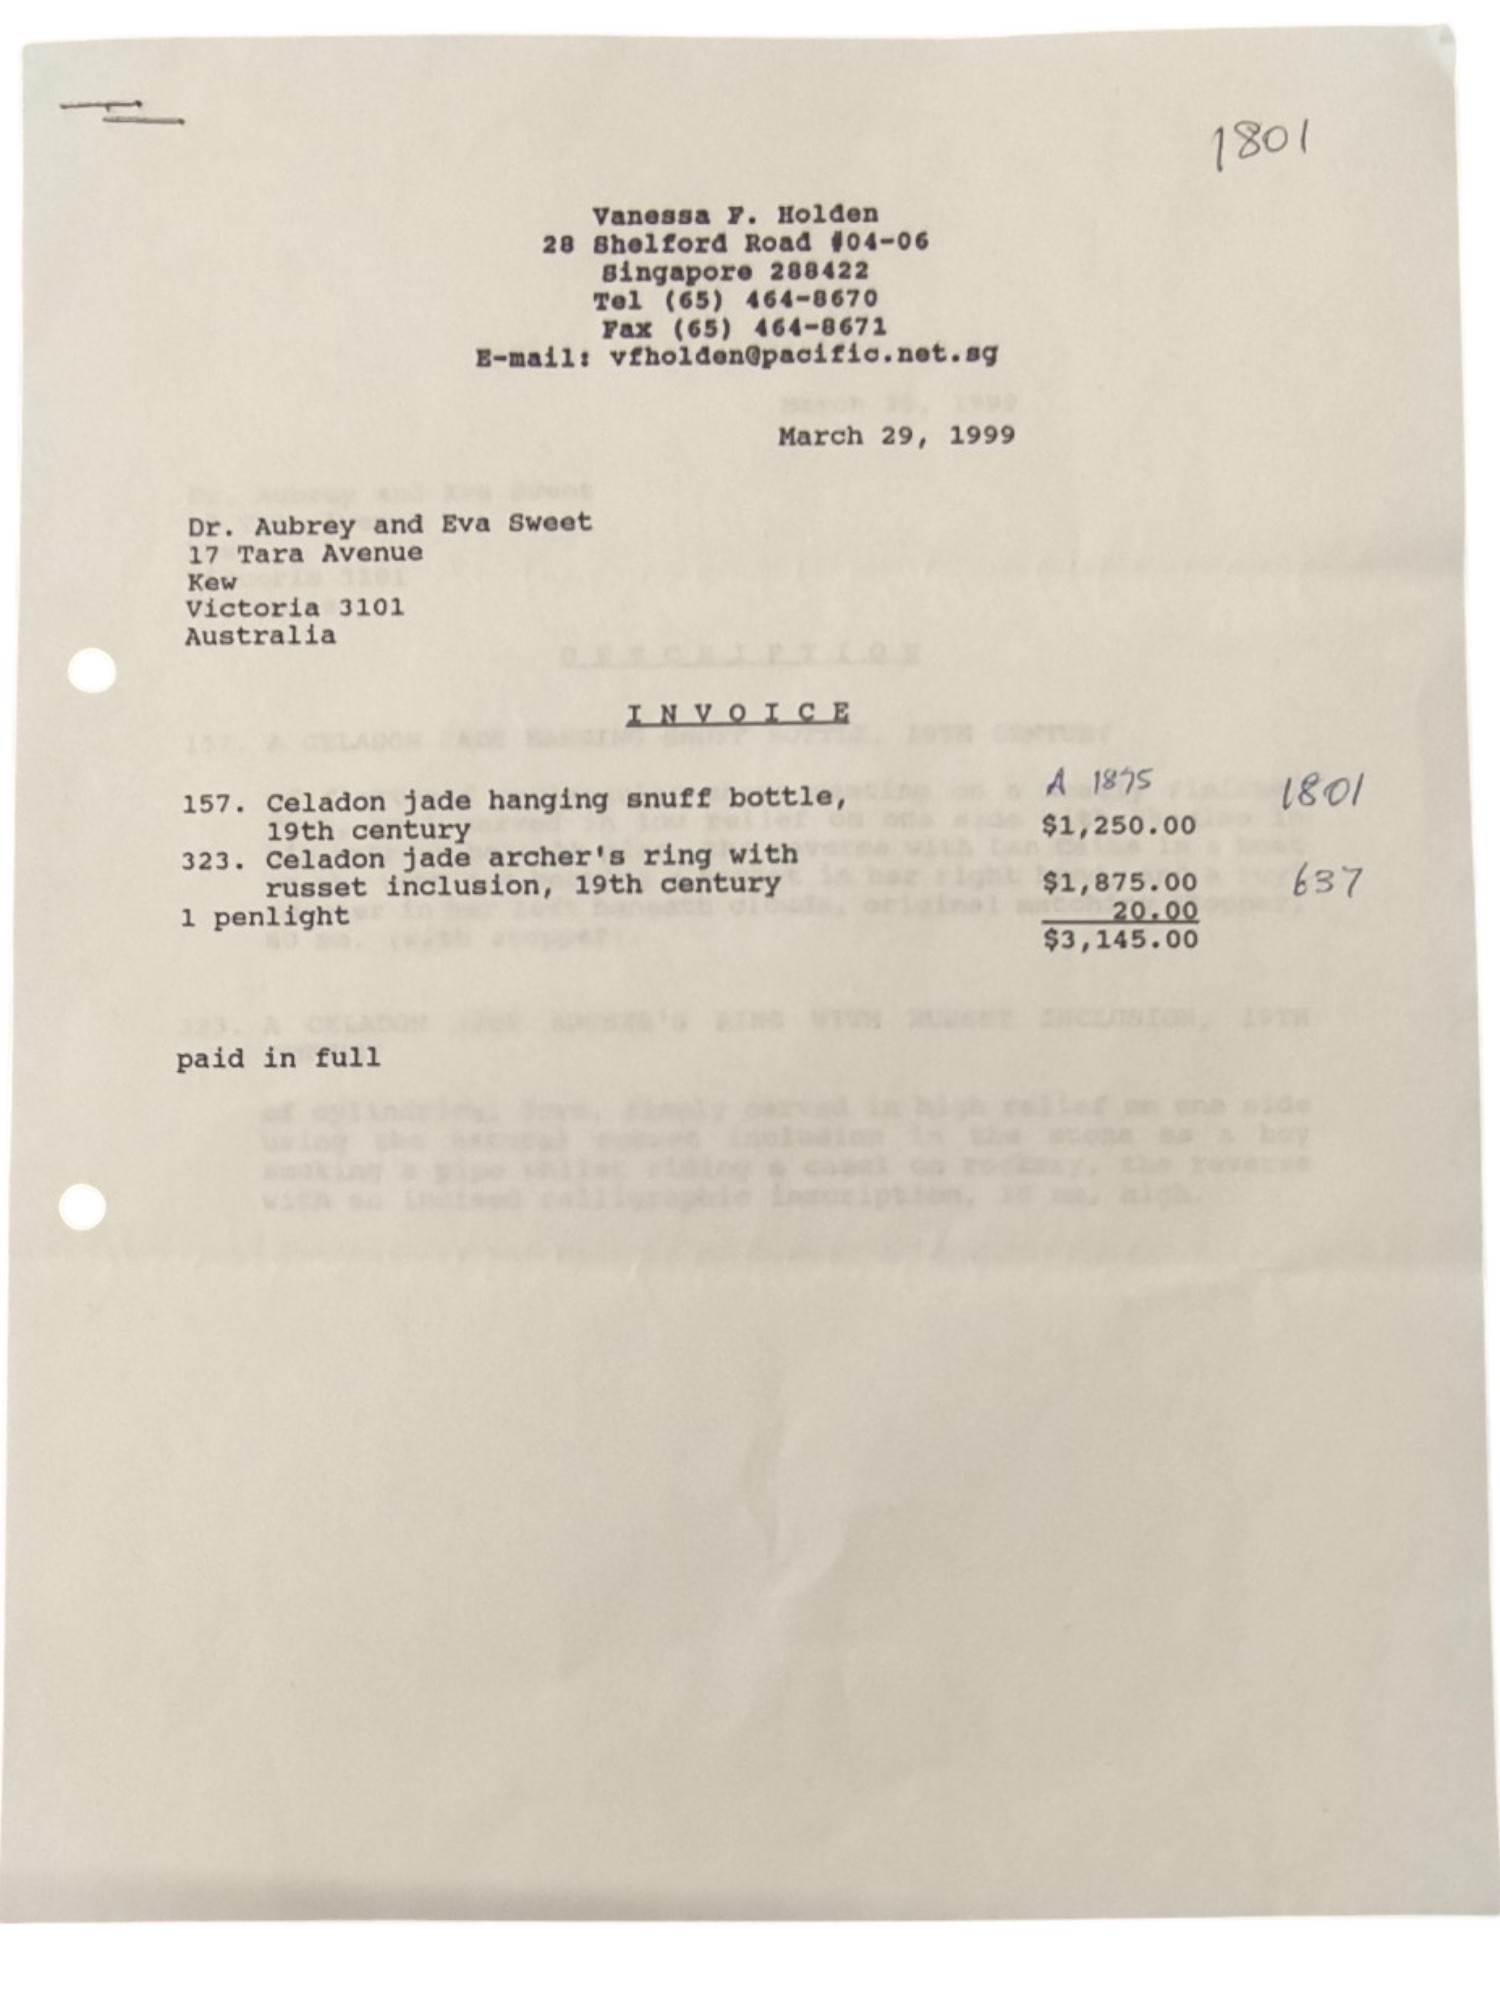 1801
Vanessa F. Holden
28 Shelford Road #04-06
Singapore 288422
Tel (65) 464-8670
Fax (65) 464-8671
E-mail: vfholden@pacific.net.sg
March 29, 1999
Dr. Aubrey and Eva Sweet
17 Tara Avenue
Kew
Victoria 3101
Australia
I N V O I C E
A 1875 1801
157. Celadon jade hanging snuff bottle,
19th century $1,250.00
323. Celadon jade archer's ring with
russet inclusion, 19th century $1,875.00 637
1 penlight 20.00
$3,145.00
paid in full